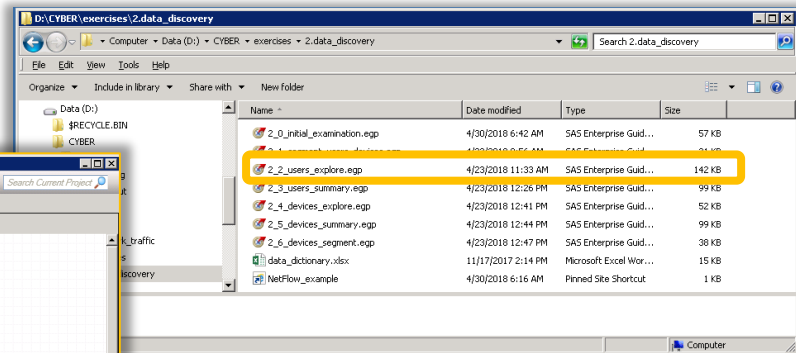 D:\CYBER\exercises\2.data_discovery
Computer Data (D:) CYBER exercises 2.data_discovery
Search 2.data_discovery
File Edit View Tools Help
Organize Include in library Share with New folder
Data (D:)
$RECYCLE.BIN
CYBER
Name Date modified Type Size
2_0_initial_examination.egp 4/30/2018 6:42 AM SAS Enterprise Guid... 57 KB
2_2_users_explore.egp 4/23/2018 11:33 AM SAS Enterprise Guid... 142 KB
2_3_users_summary.egp 4/23/2018 12:26 PM SAS Enterprise Guid... 99 KB
2_4_devices_explore.egp 4/23/2018 12:41 PM SAS Enterprise Guid... 52 KB
2_5_devices_summary.egp 4/23/2018 12:44 PM SAS Enterprise Guid... 99 KB
2_6_devices_segment.egp 4/23/2018 12:47 PM SAS Enterprise Guid... 38 KB
data_dictionary.xlsx 11/17/2017 2:14 PM Microsoft Excel Wor... 15 KB
NetFlow_example 4/30/2018 6:16 AM Pinned Site Shortcut 1 KB
Search Current Project
k_traffic
iscovery
Computer